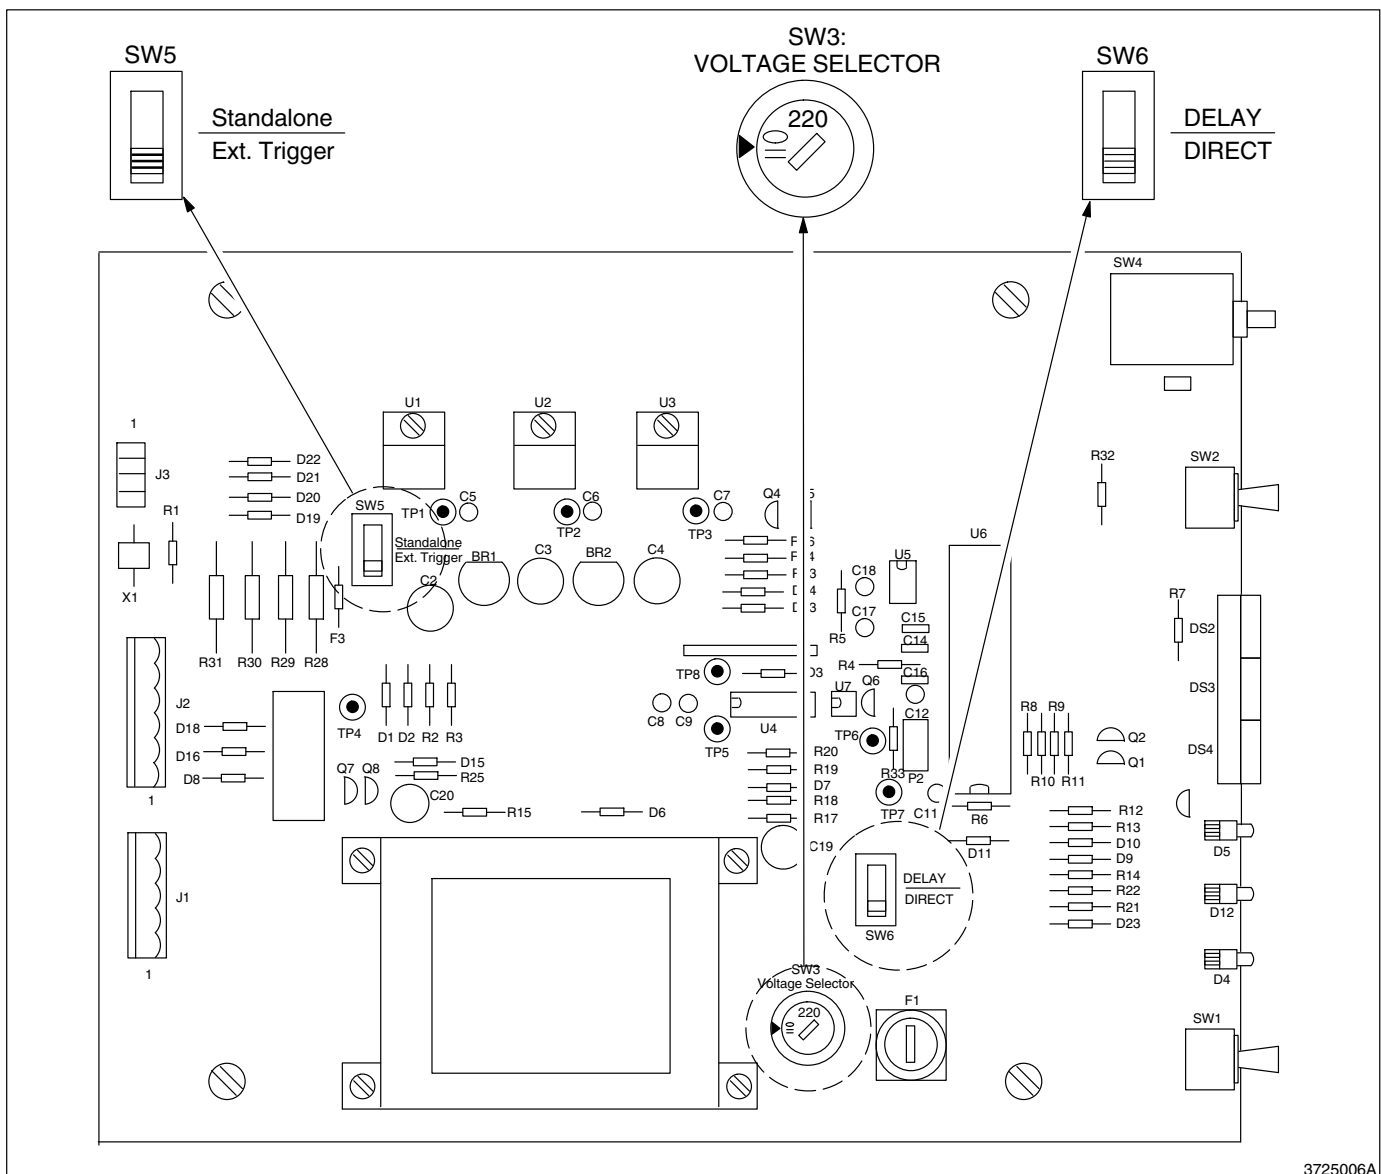 SW5
SW3:
VOLTAGE SELECTOR
SW6
Standalone
Ext. Trigger
220
110
DELAY
DIRECT
SW4
U1
U2
U3
1
J3
R1
X1
D22
D21
D20
D19
SW5
Standalone
Ext. Trigger
TP1
C5
TP2
C6
TP3
C7
Q4
R32
SW2
U6
U5
C18
C17
C15
C14
C16
R5
R4
BR1
C3
BR2
C4
C2
F3
R31
R30
R29
R28
R7
DS2
DS3
DS4
J2
D18
D16
D8
1
TP4
D1
D2
R2
R3
TP8
C8
C9
U4
TP5
U7
Q6
C12
TP6
R33
P2
TP7
C11
R8
R9
R10
R11
Q2
Q1
D15
R25
Q7
Q8
C20
R15
D6
R20
R19
D7
R18
R17
C19
R6
D11
R12
R13
D10
D9
R14
R22
R21
D23
D5
D12
D4
J1
1
DELAY
DIRECT
SW6
SW3
Voltage Selector
220
110
F1
SW1
3725006A